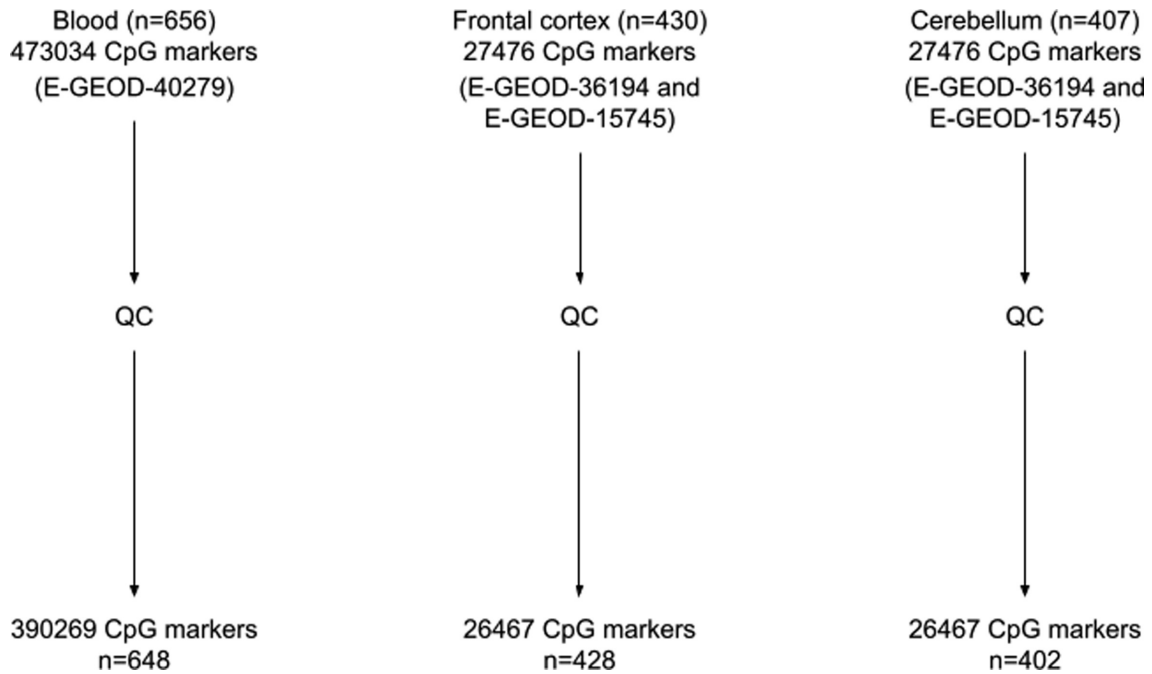 Blood (n=656)
473034 CpG markers
(E-GEOD-40279)
QC
390269 CpG markers
n=648
Frontal cortex (n=430)
27476 CpG markers
(E-GEOD-36194 and
E-GEOD-15745)
QC
26467 CpG markers
n=428
Cerebellum (n=407)
27476 CpG markers
(E-GEOD-36194 and
E-GEOD-15745)
QC
26467 CpG markers
n=402